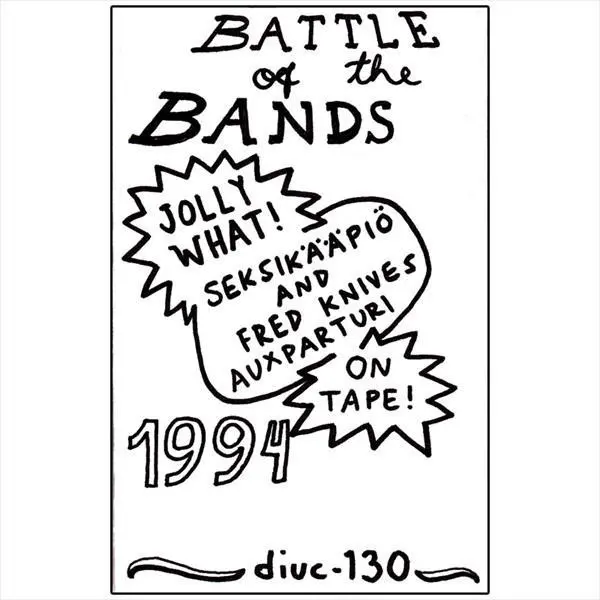 BATTLE
of the
BANDS
JOLLY
WHAT!
SEKSIKÄÄPIÖ
AND
FRED KNIVES
AUXPARTURI
ON
TAPE!
1994
diuc-130